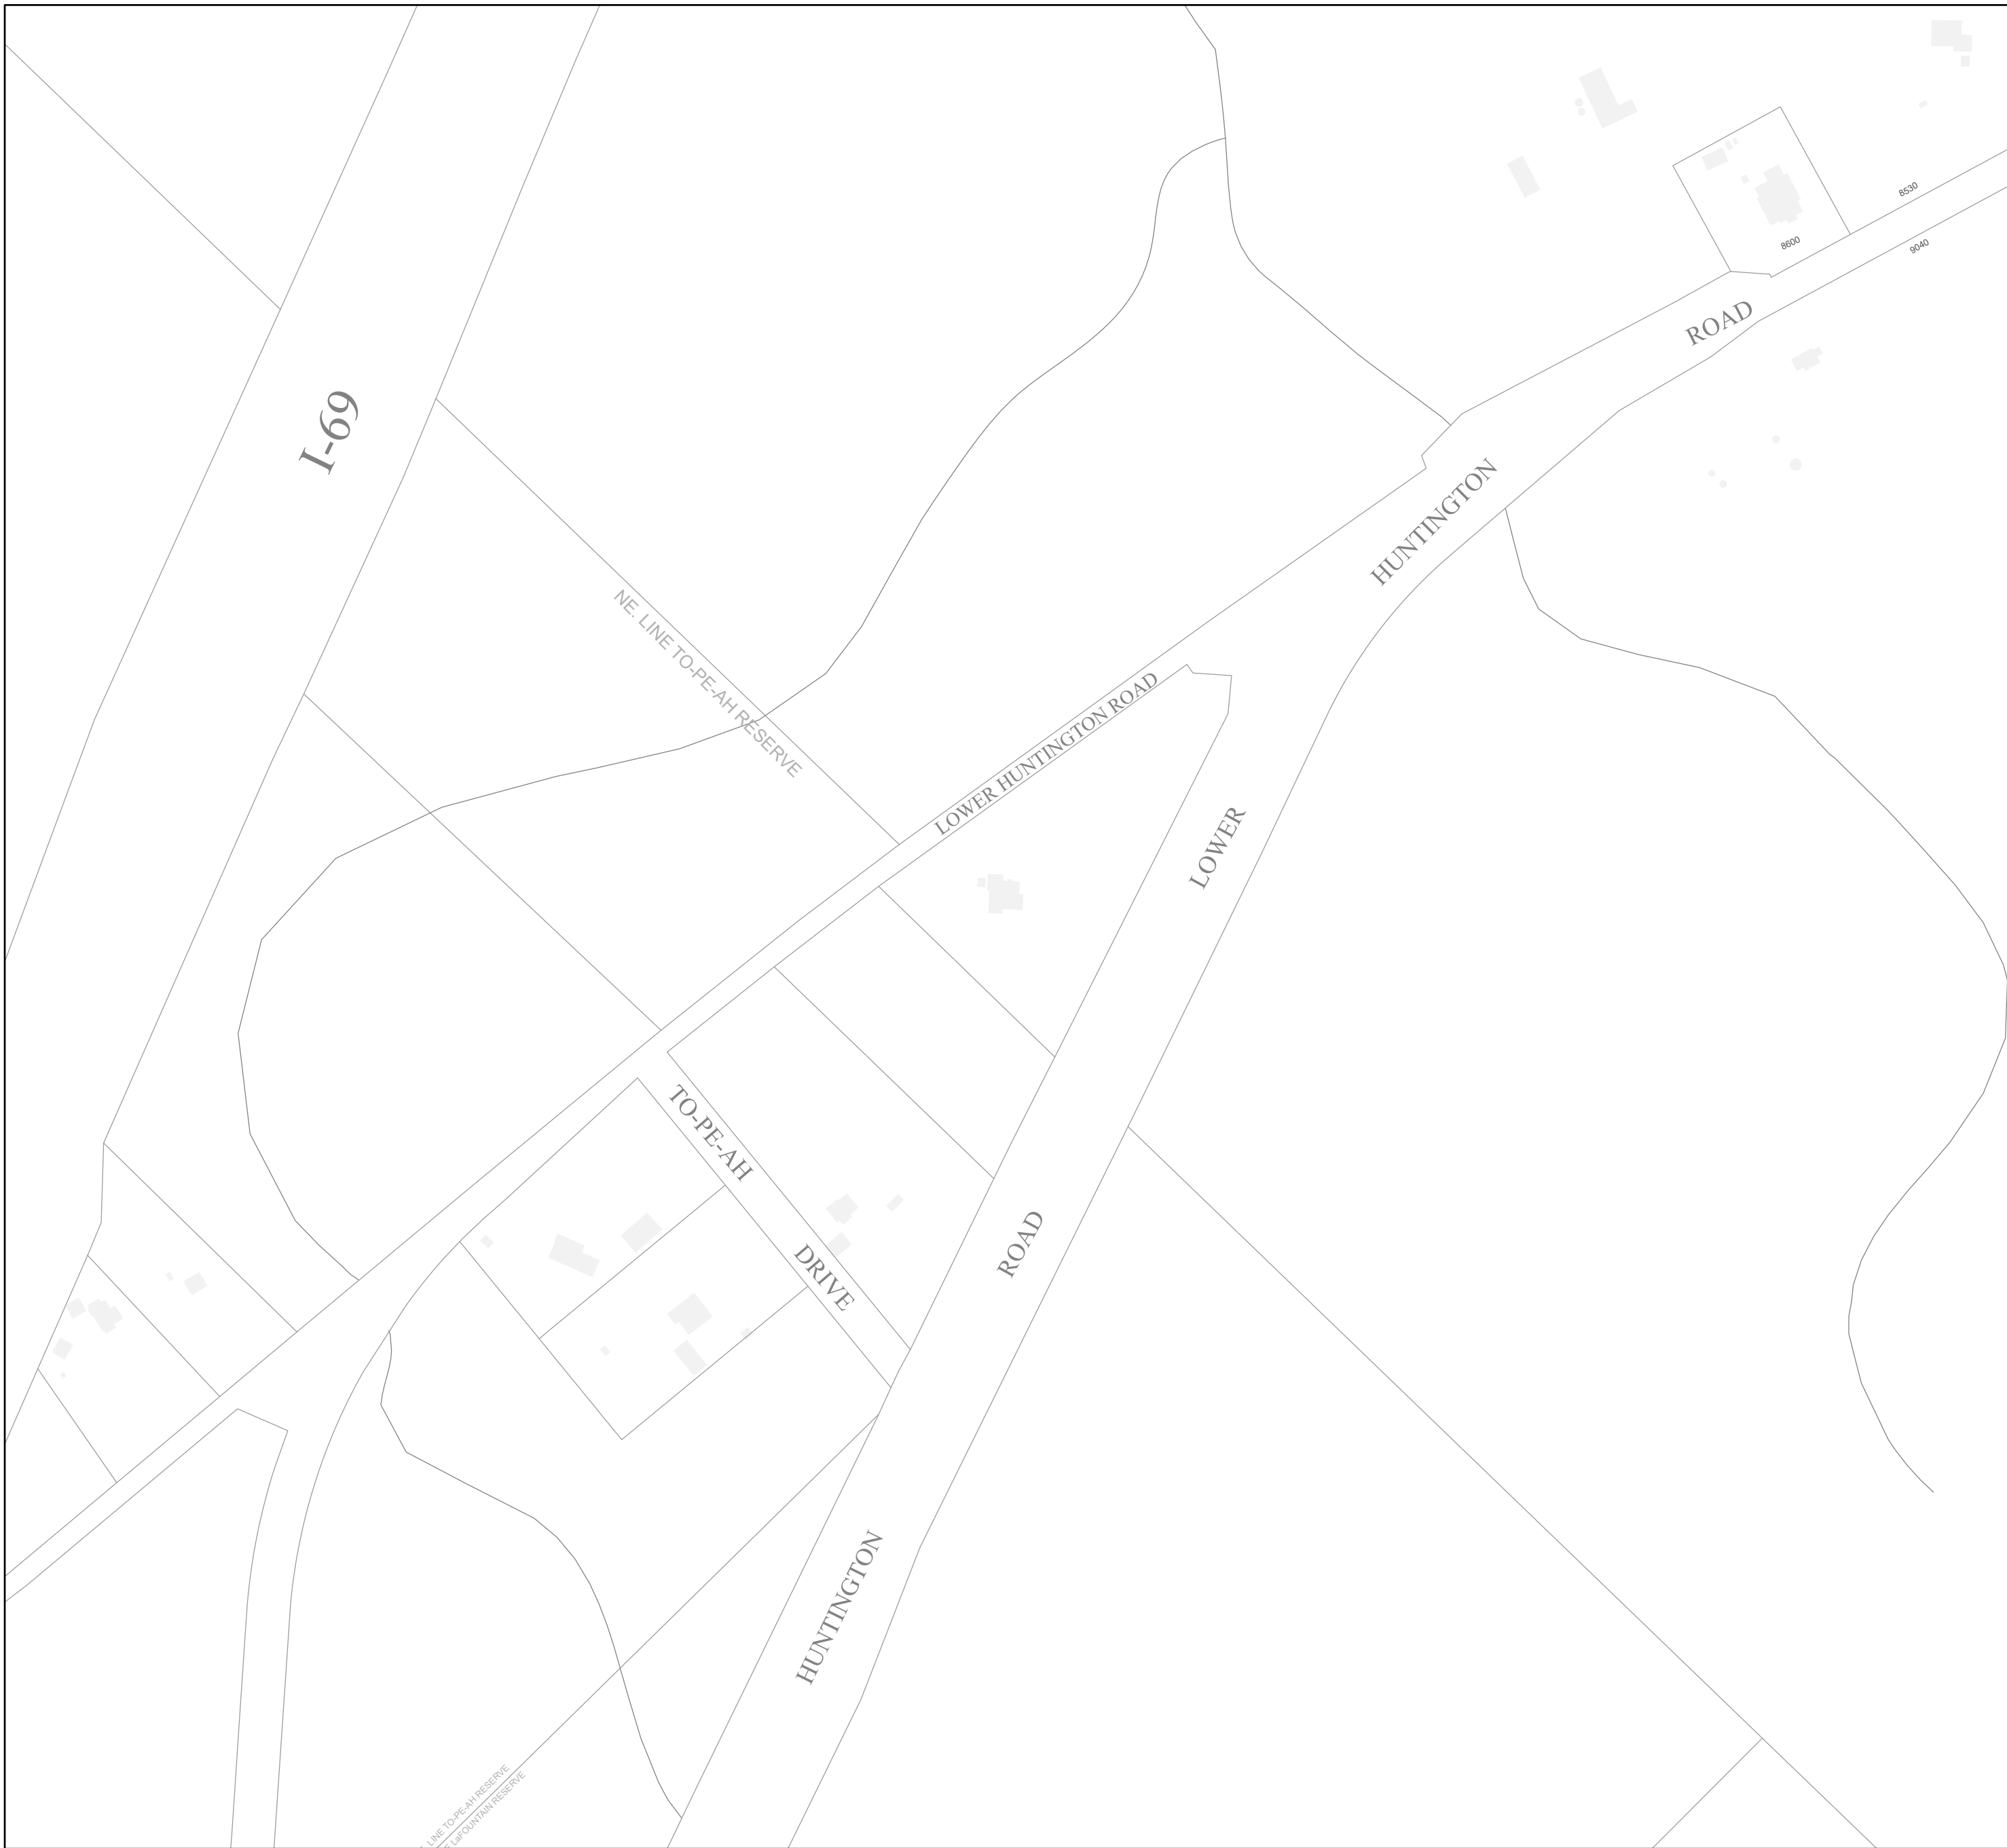 8530
9040
8600
ROAD
I-69
HUNTINGTON
NE. LINE TO-PE-AH RESERVE
LOWER HUNTINGTON ROAD
LOWER
TO-PE-AH
DRIVE
ROAD
HUNTINGTON
LINE TO-PE-AH RESERVE
LaFOUNTAIN RESERVE